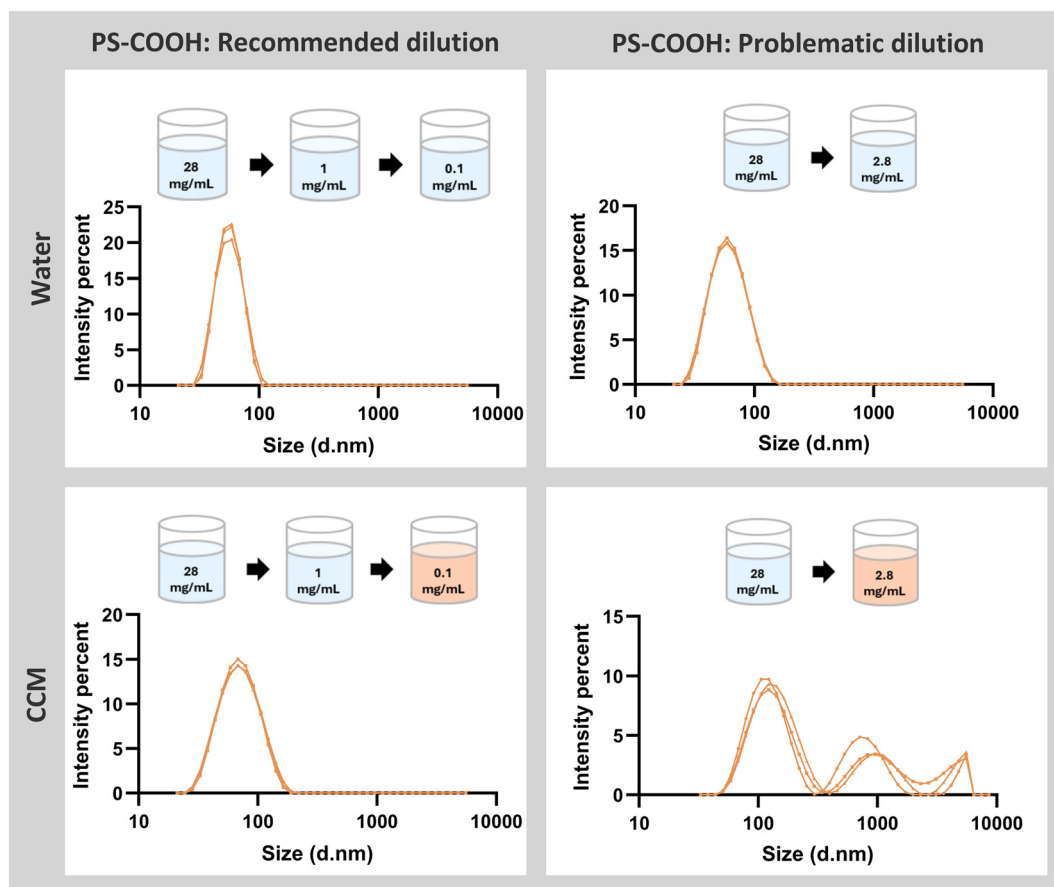 PS-COOH: Recommended dilution
PS-COOH: Problematic dilution
Water
28
mg/mL
1
mg/mL
0.1
mg/mL
Intensity percent
25
20
15
10
5
0
10
100
1000
10000
Size (d.nm)
28
mg/mL
2.8
mg/mL
Intensity percent
20
15
10
5
0
10
100
1000
10000
Size (d.nm)
CCM
28
mg/mL
1
mg/mL
0.1
mg/mL
Intensity percent
20
15
10
5
0
10
100
1000
10000
Size (d.nm)
28
mg/mL
2.8
mg/mL
Intensity percent
15
10
5
0
10
100
1000
10000
Size (d.nm)